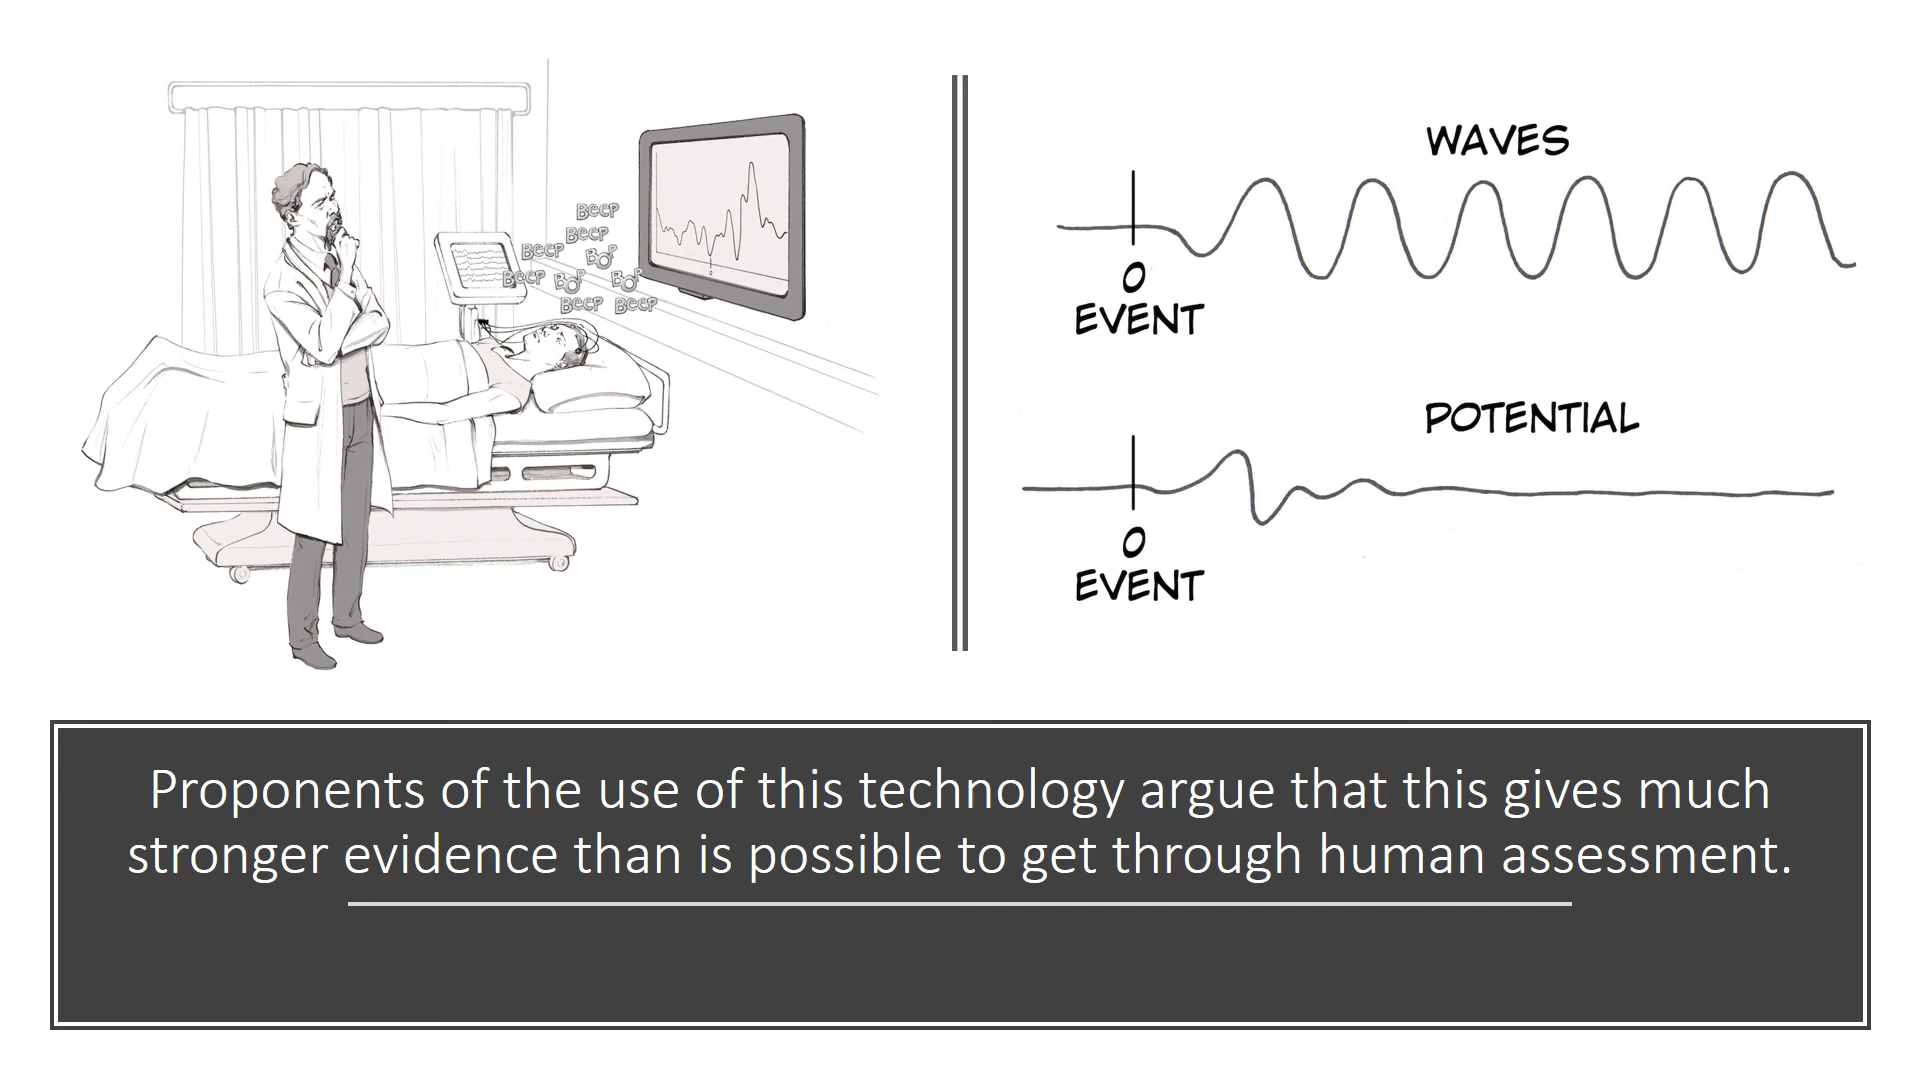 BEEP
BEEP
BEEP
BOP
BEEP
BOP
BOP
BEEP
BEEP
0
WAVES
0
EVENT
POTENTIAL
0
EVENT
Proponents of the use of this technology argue that this gives much
stronger evidence than is possible to get through human assessment.